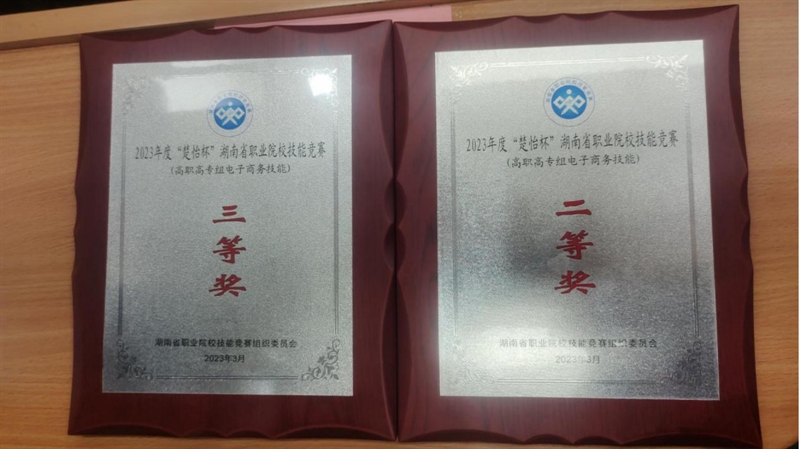 2023年度“楚怡杯”湖南省职业院校技能竞赛
(高职高专组电子商务技能)
三等奖
湖南省职业院校技能竞赛组织委员会
2023年3月
2023年度“楚怡杯”湖南省职业院校技能竞赛
(高职高专组电子商务技能)
二等奖
湖南省职业院校技能竞赛组织委员会
2023年3月